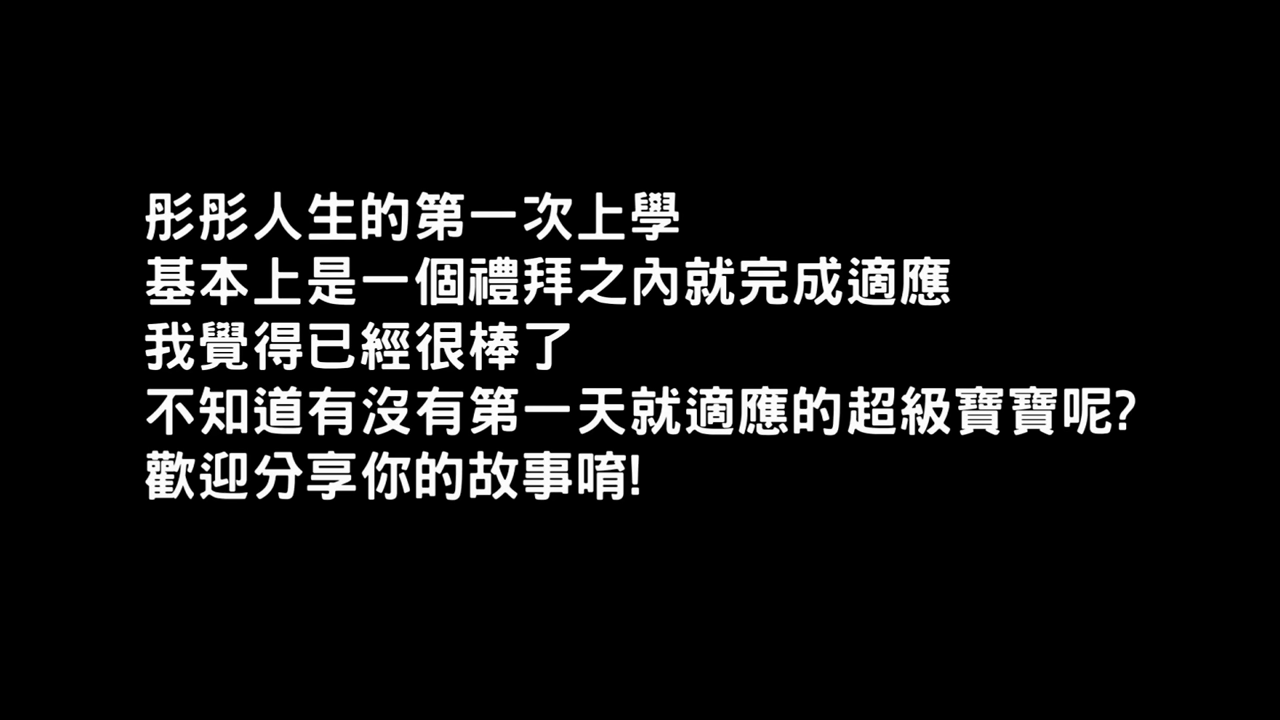 彤彤人生的第一次上學
基本上是一個禮拜之內就完成適應
我覺得已經很棒了
不知道有沒有第一天就適應的超級寶寶呢?
歡迎分享你的故事唷!